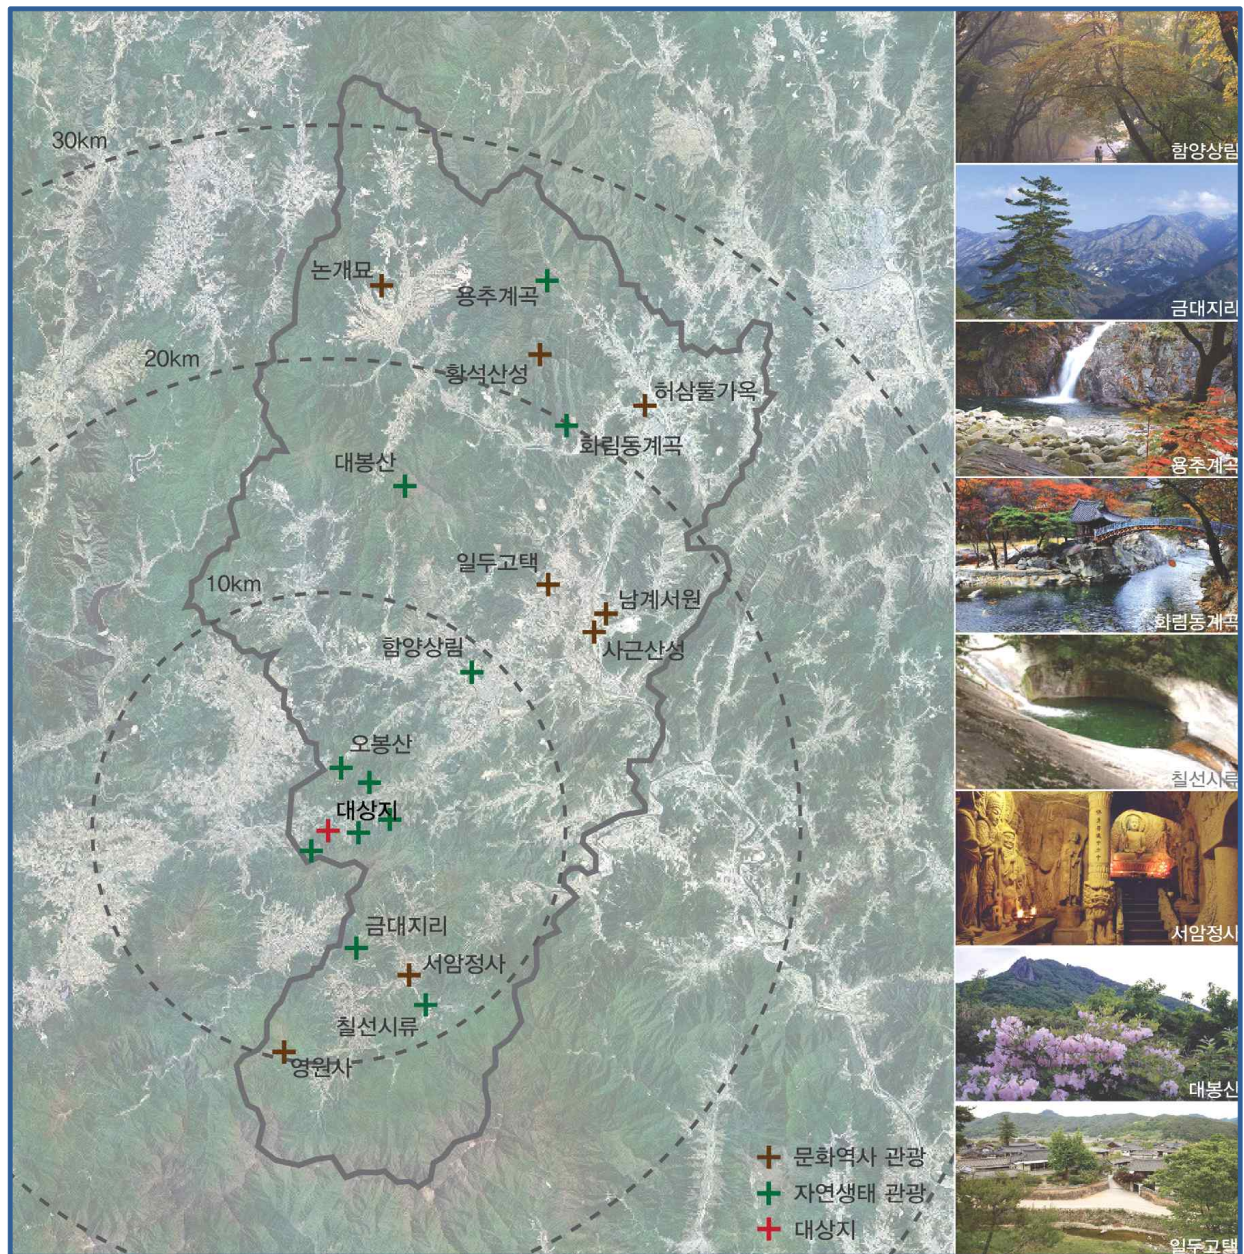 30km
논개묘
용추계곡
20km
황석산성
허삼둘가옥
화림동계곡
대봉산
일두고택
10km
남계서원
함양상림
사근산성
오봉산
대상지
금대지리
서암정사
칠선시류
영원사
문화역사 관광
자연생태 관광
대상지
함양상림
금대지리
용추계곡
화림동계곡
칠선시류
서암정사
대봉산
일두고택